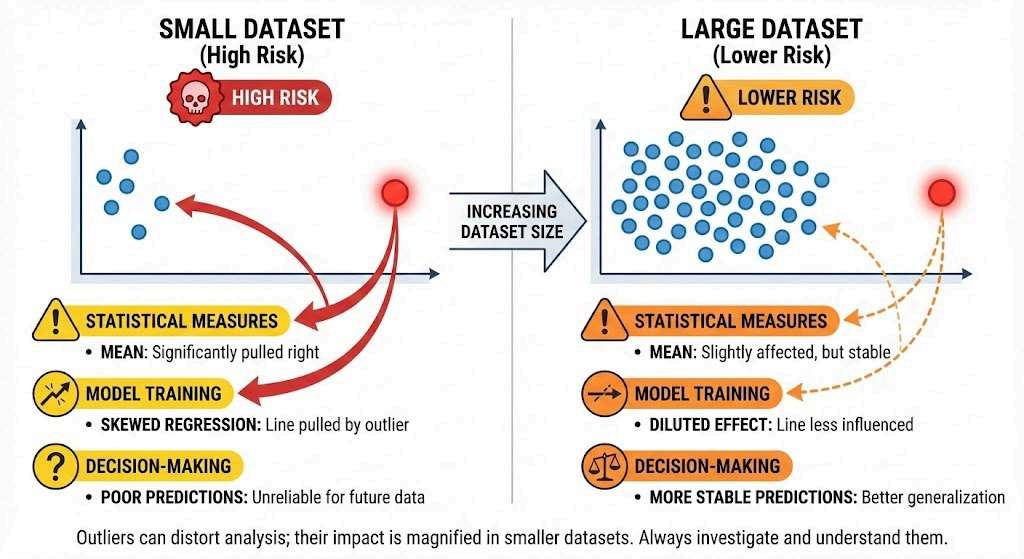 SMALL DATASET
(High Risk)
HIGH RISK
STATISTICAL MEASURES
• MEAN: Significantly pulled right
MODEL TRAINING
• SKEWED REGRESSION: Line pulled by outlier
DECISION-MAKING
• POOR PREDICTIONS: Unreliable for future data
INCREASING
DATASET SIZE
LARGE DATASET
(Lower Risk)
LOWER RISK
STATISTICAL MEASURES
• MEAN: Slightly affected, but stable
MODEL TRAINING
• DILUTED EFFECT: Line less influenced
DECISION-MAKING
• MORE STABLE PREDICTIONS: Better generalization
Outliers can distort analysis; their impact is magnified in smaller datasets. Always investigate and understand them.